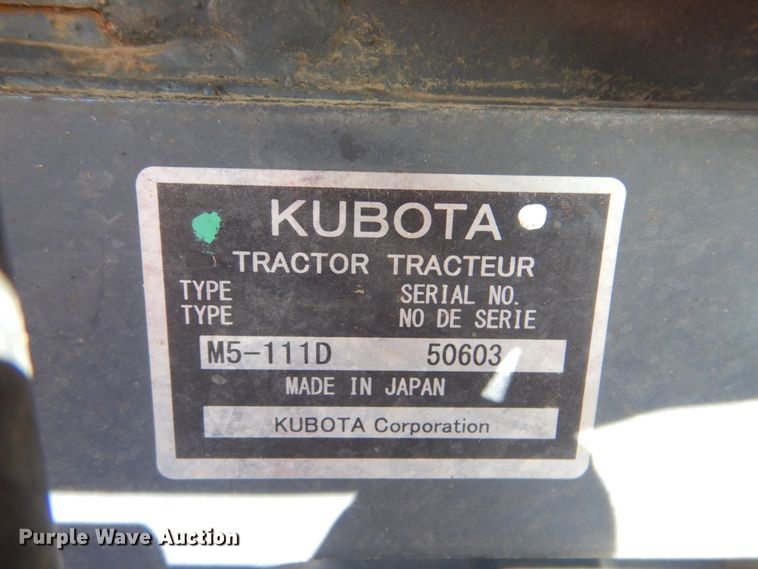 KUBOTA
TRACTOR TRACTEUR
TYPE SERIAL NO.
TYPE NO DE SERIE
M5-111D 50603
MADE IN JAPAN
KUBOTA Corporation
Purple Wave Auction